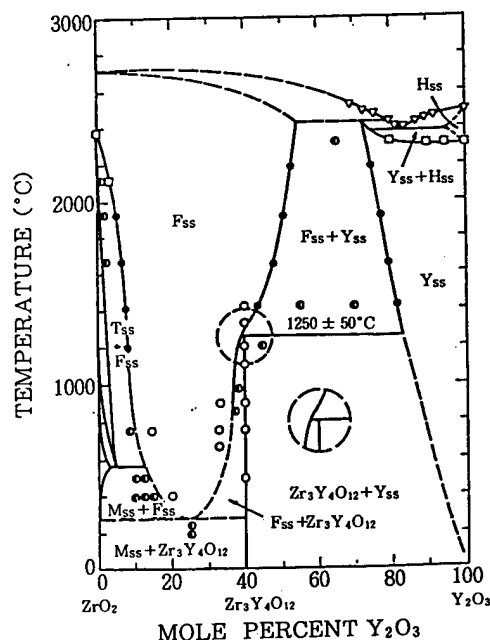 3000
Hss
Yss+Hss
2000
Fss
Fss+Yss
Yss
Tss
+
Fss
1250 ± 50°C
1000
Zr3Y4O12+Yss
Mss+Fss
Fss+Zr3Y4O12
Mss+Zr3Y4O12
0
0 20 40 60 80 100
ZrO2 Zr3Y4O12 Y2O3
MOLE PERCENT Y2O3
TEMPERATURE (°C)